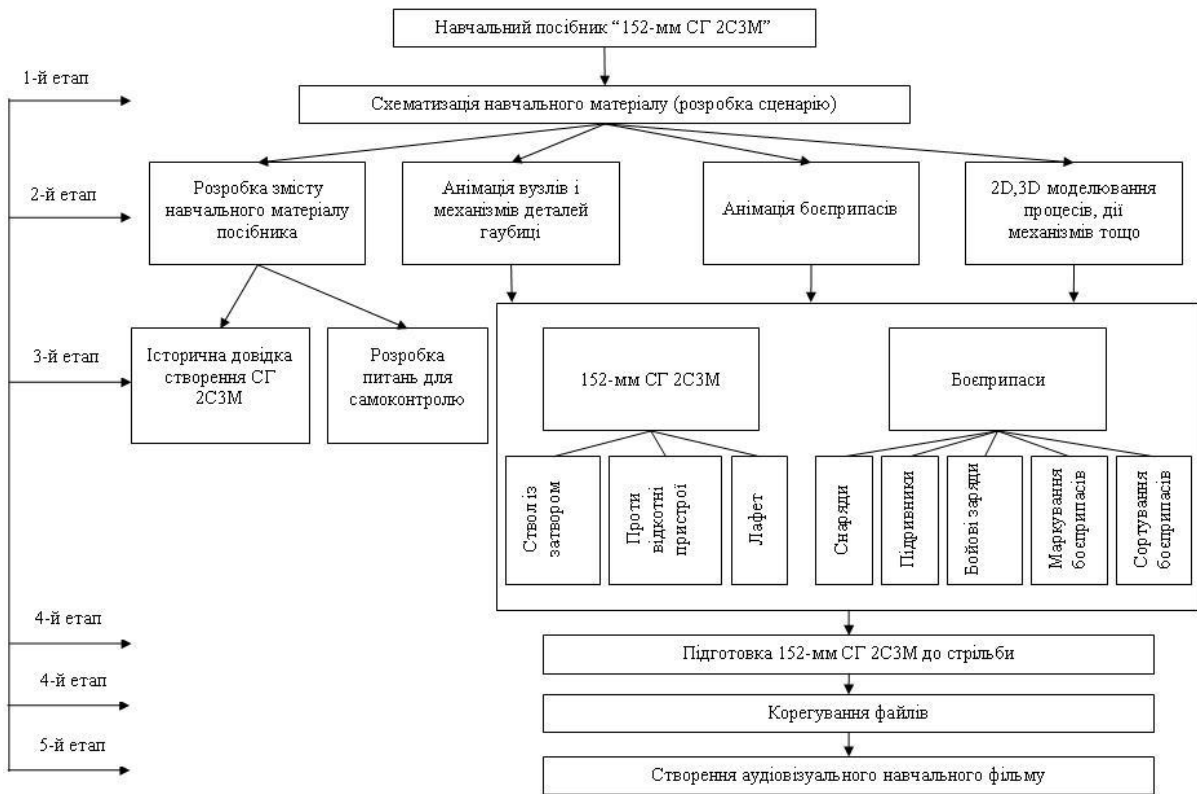 Навчальний посібник “152-мм СГ 2С3М”
1-й етап
Схематизація навчального матеріалу (розробка сценарію)
2-й етап
Розробка змісту
навчального матеріалу
посібника
Анімація вузлів і
механізмів деталей
гаубиці
Анімація боєприпасів
2D,3D моделювання
процесів, дії
механізмів тощо
3-й етап
Історична довідка
створення СГ
2С3М
Розробка
питань для
самоконтролю
152-мм СГ 2С3М
Боєприпаси
Ствол із
затвором
Проти
відкотні
пристрої
Лафет
Снаряди
Підривники
Бойові заряди
Маркування
боєприпасів
Сортування
боєприпасів
4-й етап
Підготовка 152-мм СГ 2С3М до стрільби
4-й етап
Корегування файлів
5-й етап
Створення аудіовізуального навчального фільму